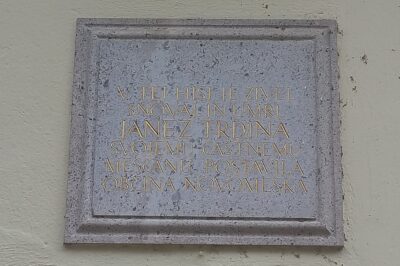 V TEJ HIŠI JE ŽIVEL
SNOVAL IN UMRL
JANEZ TRDINA
SVOJEMU ČASTNEMU
MEŠČANU POSTAVILA
OBČINA NOVOMEŠKA